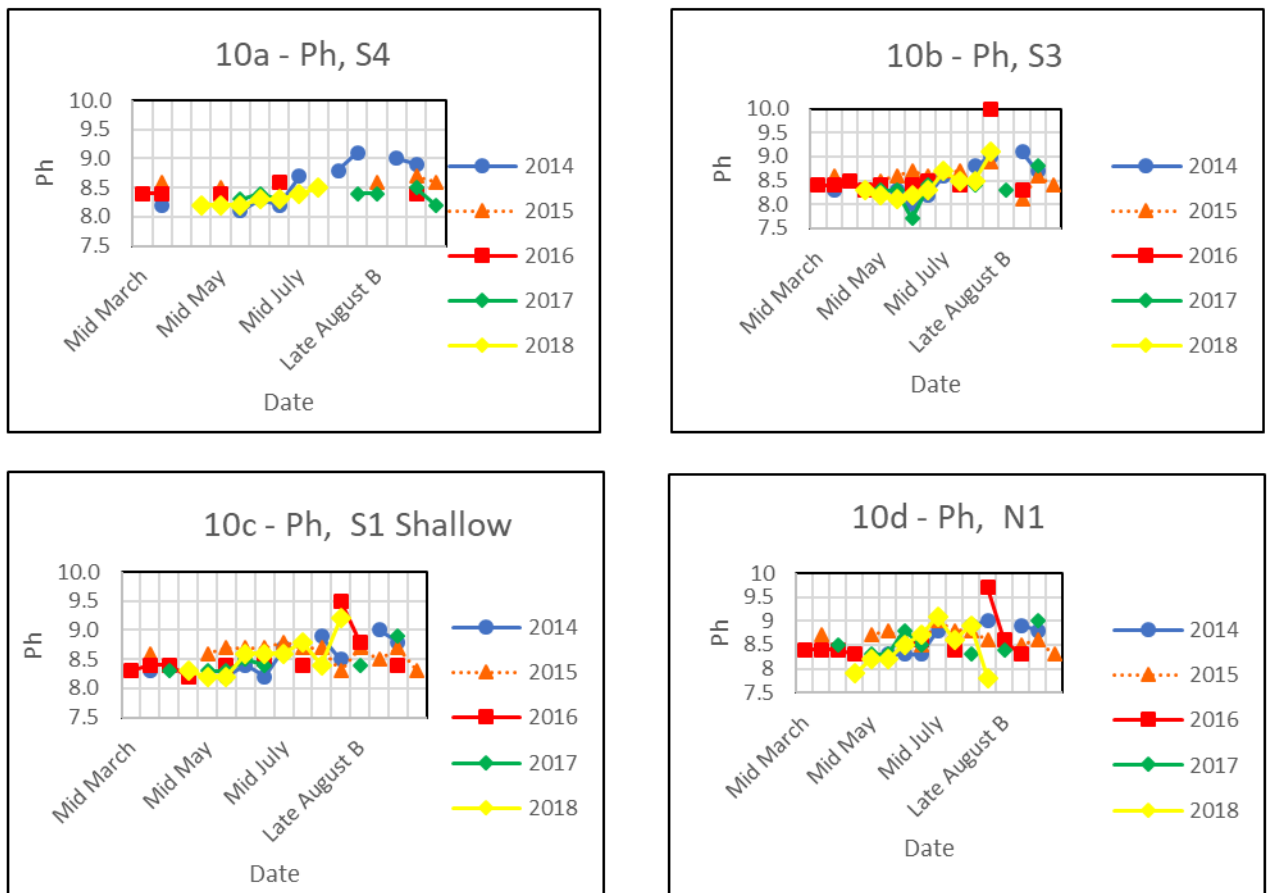 10a - Ph, S4
10.0
9.5
9.0
8.5
8.0
7.5
Ph
Mid March
Mid May
Mid July
Late August B
Date
2014
2015
2016
2017
2018
10b - Ph, S3
10.0
9.5
9.0
8.5
8.0
7.5
Ph
Mid March
Mid May
Mid July
Late August B
Date
2014
2015
2016
2017
2018
10c - Ph, S1 Shallow
10.0
9.5
9.0
8.5
8.0
7.5
Ph
Mid March
Mid May
Mid July
Late August B
Date
2014
2015
2016
2017
2018
10d - Ph, N1
10
9.5
9
8.5
8
7.5
Ph
Mid March
Mid May
Mid July
Late August B
Date
2014
2015
2016
2017
2018